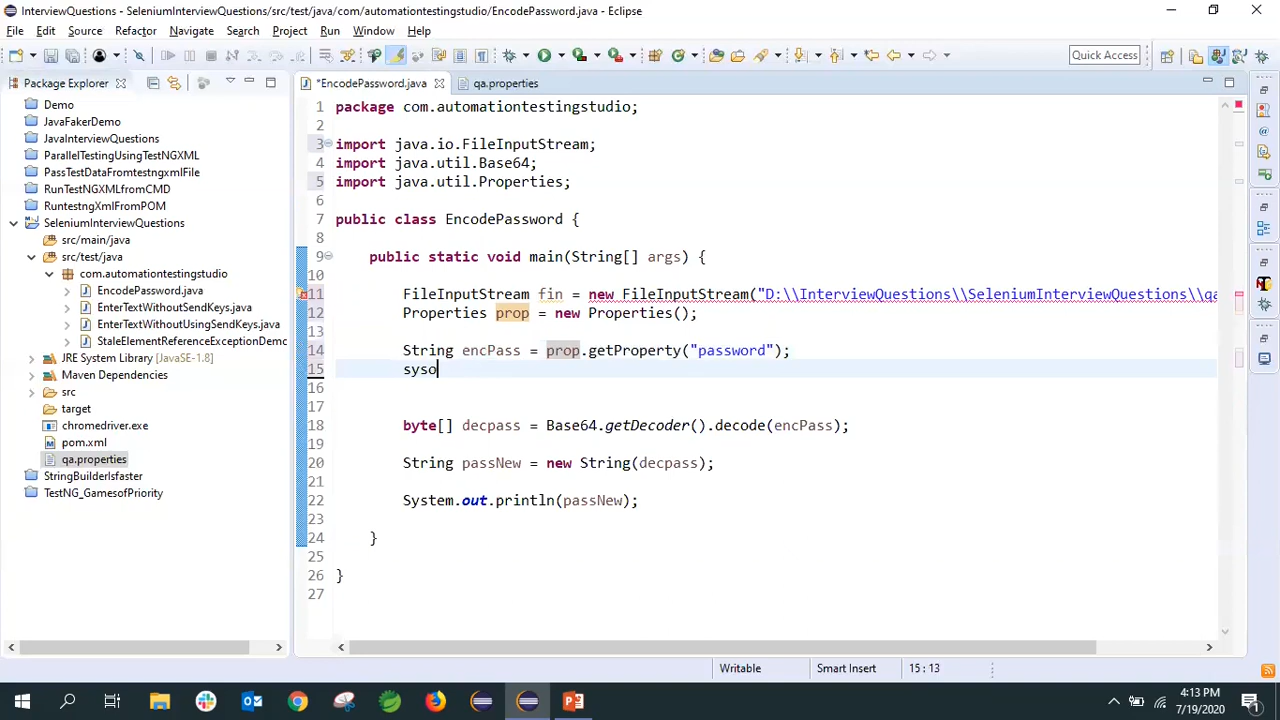 InterviewQuestions - SeleniumInterviewQuestions/src/test/java/com/automationtestingstudio/EncodePassword.java - Eclipse
File Edit Source Refactor Navigate Search Project Run Window Help
Quick Access
Package Explorer
*EncodePassword.java
qa.properties
Demo
JavaFakerDemo
JavaInterviewQuestions
ParallelTestingUsingTestNGXML
PassTestDataFromtestngxmlFile
RunTestNGXMLfromCMD
RuntestngXmlFromPOM
SeleniumInterviewQuestions
src/main/java
src/test/java
com.automationtestingstudio
EncodePassword.java
EnterTextWithoutSendKeys.java
EnterTextWithoutUsingSendKeys.java
StaleElementReferenceExceptionDemo
JRE System Library [JavaSE-1.8]
Maven Dependencies
src
target
chromedriver.exe
pom.xml
qa.properties
StringBuilderIsfaster
TestNG_GamesofPriority
1 package com.automationtestingstudio;
2
3 import java.io.FileInputStream;
4 import java.util.Base64;
5 import java.util.Properties;
6
7 public class EncodePassword {
8
9 public static void main(String[] args) {
10
11 FileInputStream fin = new FileInputStream("D:\\InterviewQuestions\\SeleniumInterviewQuestions\\qa
12 Properties prop = new Properties();
13
14 String encPass = prop.getProperty("password");
15 syso
16
17
18 byte[] decpass = Base64.getDecoder().decode(encPass);
19
20 String passNew = new String(decpass);
21
22 System.out.println(passNew);
23
24 }
25
26 }
27
Writable Smart Insert 15 : 13
4:13 PM
7/19/2020